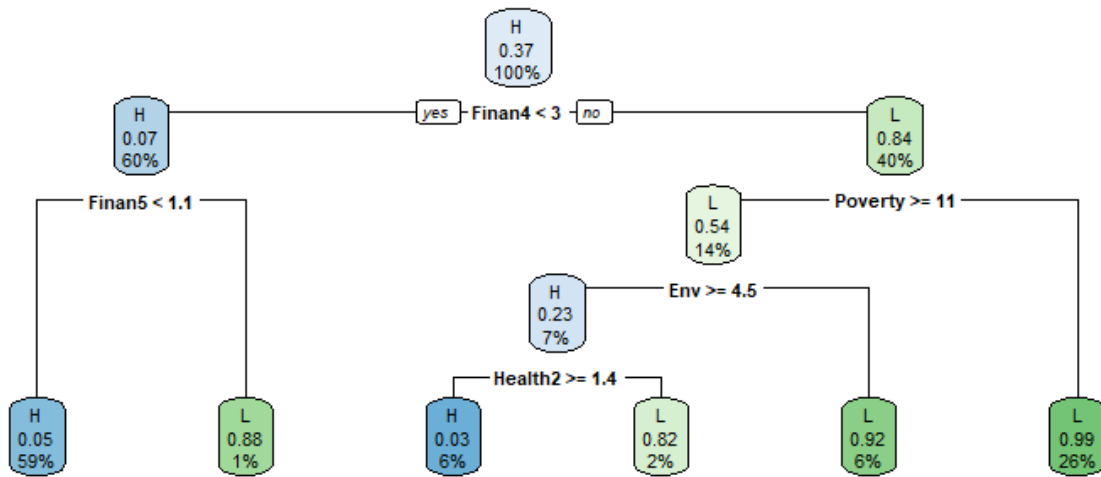 H
0.37
100%
yes Finan4 < 3 no
H
0.07
60%
L
0.84
40%
Finan5 < 1.1
Poverty >= 11
L
0.54
14%
Env >= 4.5
H
0.23
7%
Health2 >= 1.4
H
0.05
59%
L
0.88
1%
H
0.03
6%
L
0.82
2%
L
0.92
6%
L
0.99
26%